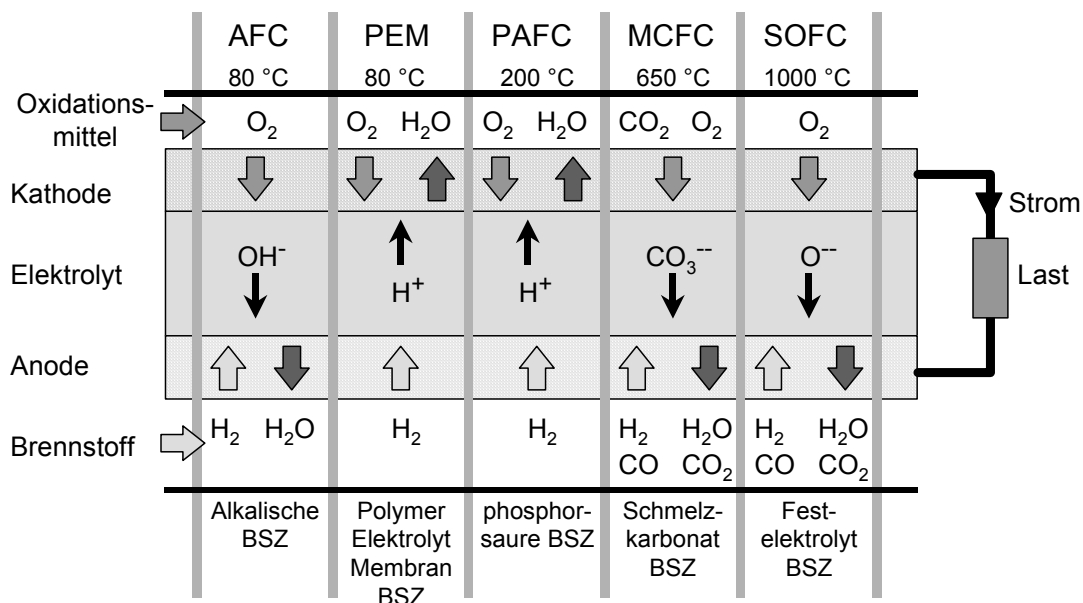 AFC PEM PAFC MCFC SOFC
80 °C 80 °C 200 °C 650 °C 1000 °C
Oxidations-
mittel
O₂ O₂ H₂O O₂ H₂O CO₂ O₂ O₂
Kathode
Strom
Elektrolyt
OH⁻ H⁺ H⁺ CO₃⁻⁻ O⁻⁻
Last
Anode
Brennstoff
H₂ H₂O H₂ H₂ H₂ H₂O H₂ H₂O
CO CO₂ CO CO₂
Alkalische
BSZ
Polymer
Elektrolyt
Membran
BSZ
phosphor-
saure BSZ
Schmelz-
karbonat
BSZ
Fest-
elektrolyt
BSZ